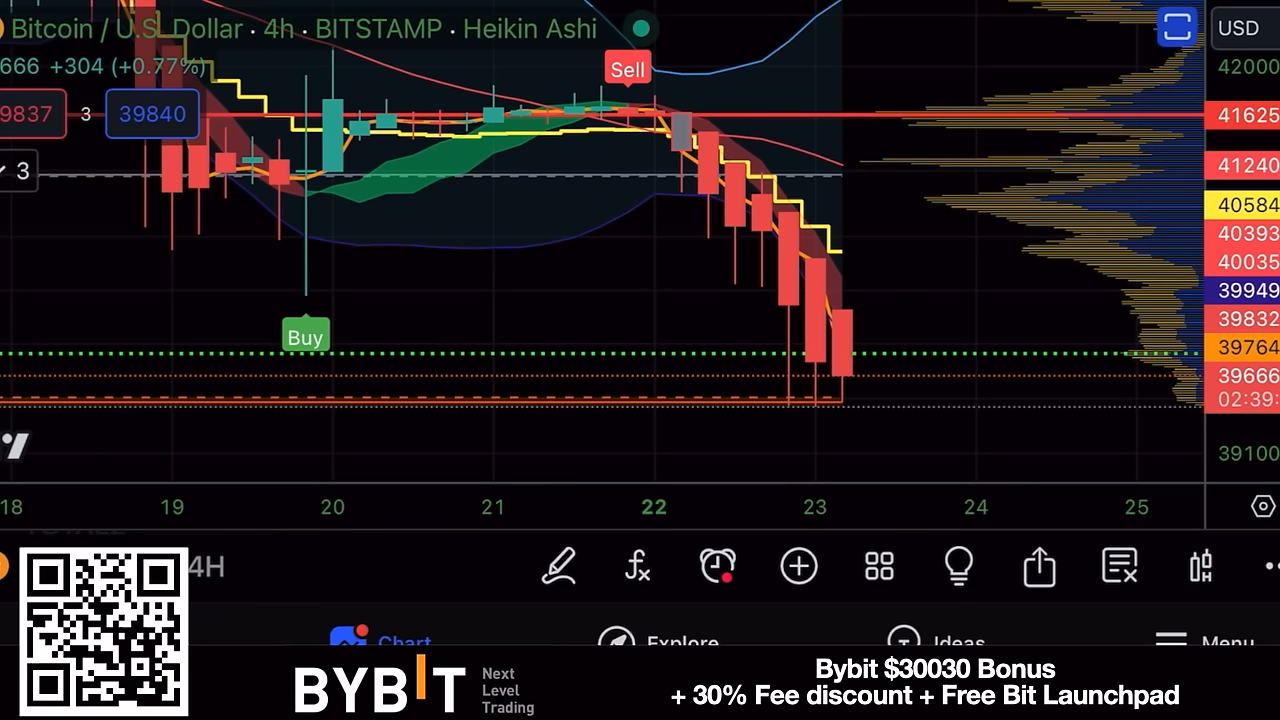 Bitcoin / U.S. Dollar · 4h · BITSTAMP · Heikin Ashi
USD
666 +304 (+0.77%)
42000
Sell
9837
3
39840
41625
3
41240
40584
40393
40035
39949
39832
Buy
39764
39666
02:39:
39100
18 19 20 21 22 23 24 25
4H
Chart
Explore
Ideas
Menu
BYBIT
Next
Level
Trading
Bybit $30030 Bonus
+ 30% Fee discount + Free Bit Launchpad